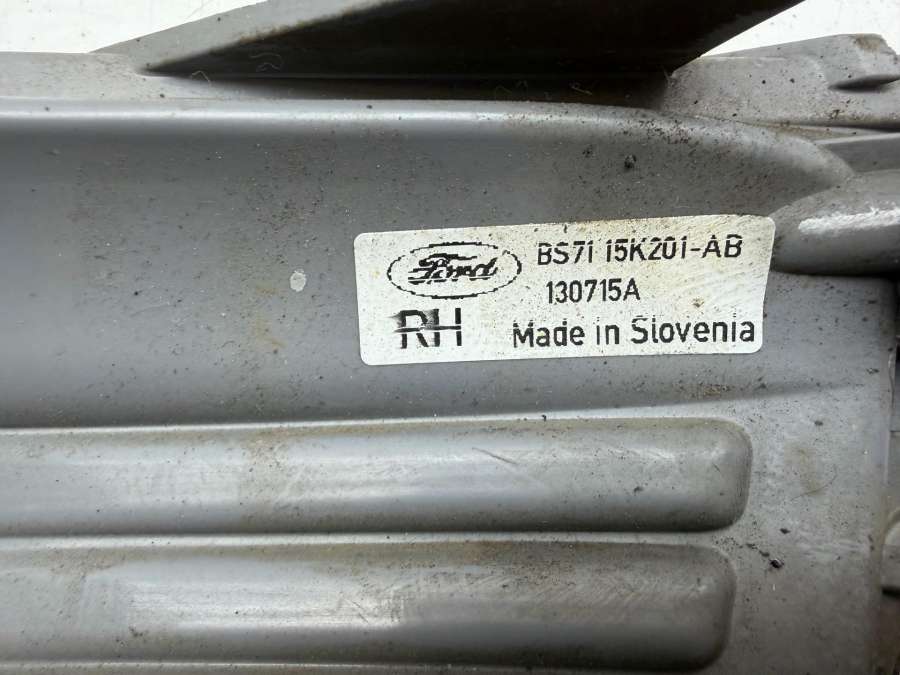 Ford BS71 15K201-AB
130715A
RH Made in Slovenia